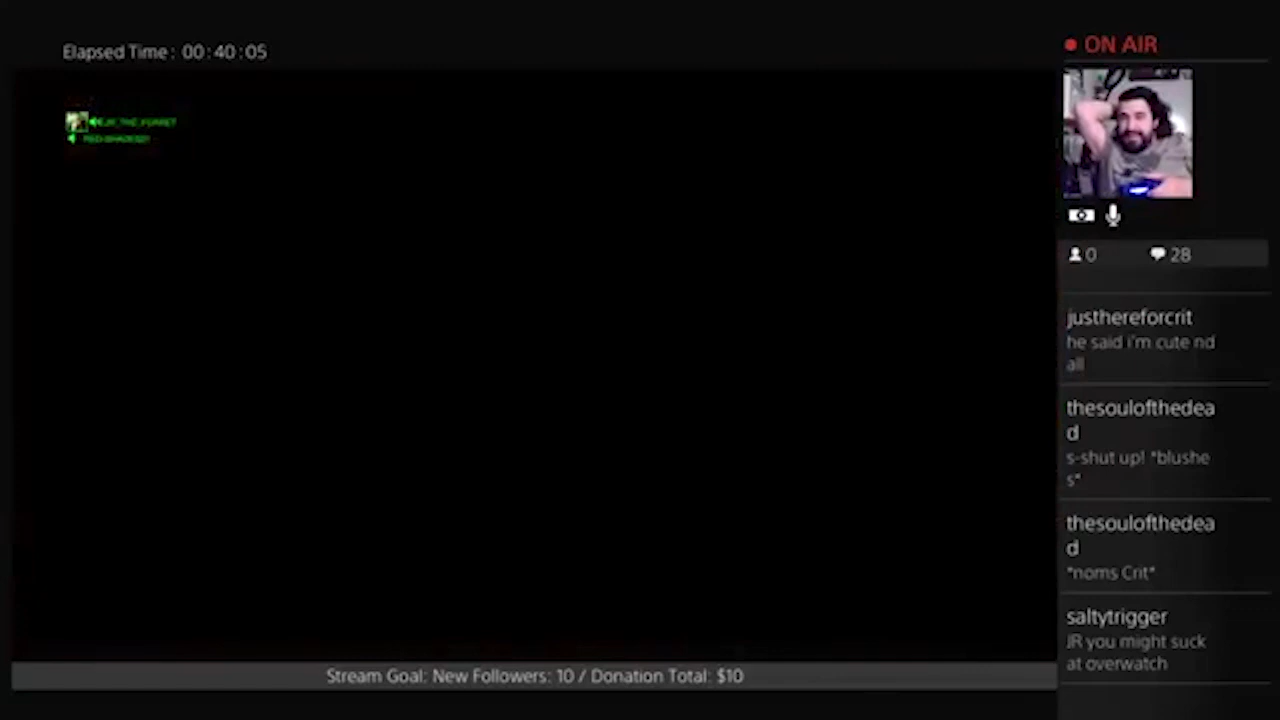 Elapsed Time: 00:40:05
ON AIR
0 28
justhereforcrit
he said i'm cute nd
all
thesoulofthedea
d
s-shut up! *blushe
s*
thesoulofthedea
d
*noms Crit*
saltytrigger
JR you might suck
at overwatch
Stream Goal: New Followers: 10 / Donation Total: $10